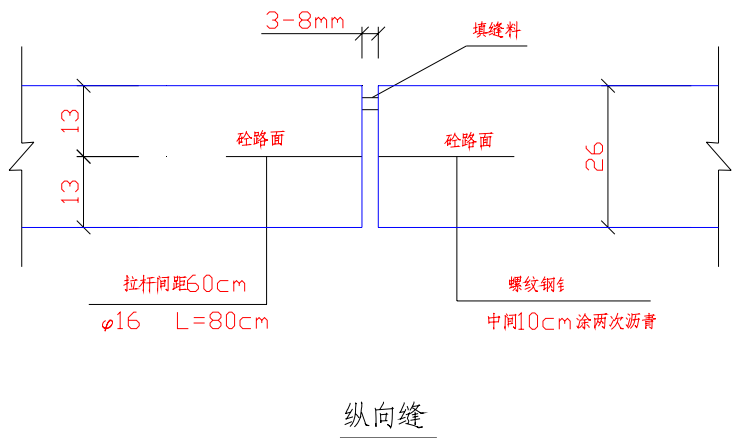 3-8mm
填缝料
13
砼路面
砼路面
26
13
拉杆间距60cm
φ16 L=80cm
螺纹钢钅
中间10cm涂两次沥青
纵向缝